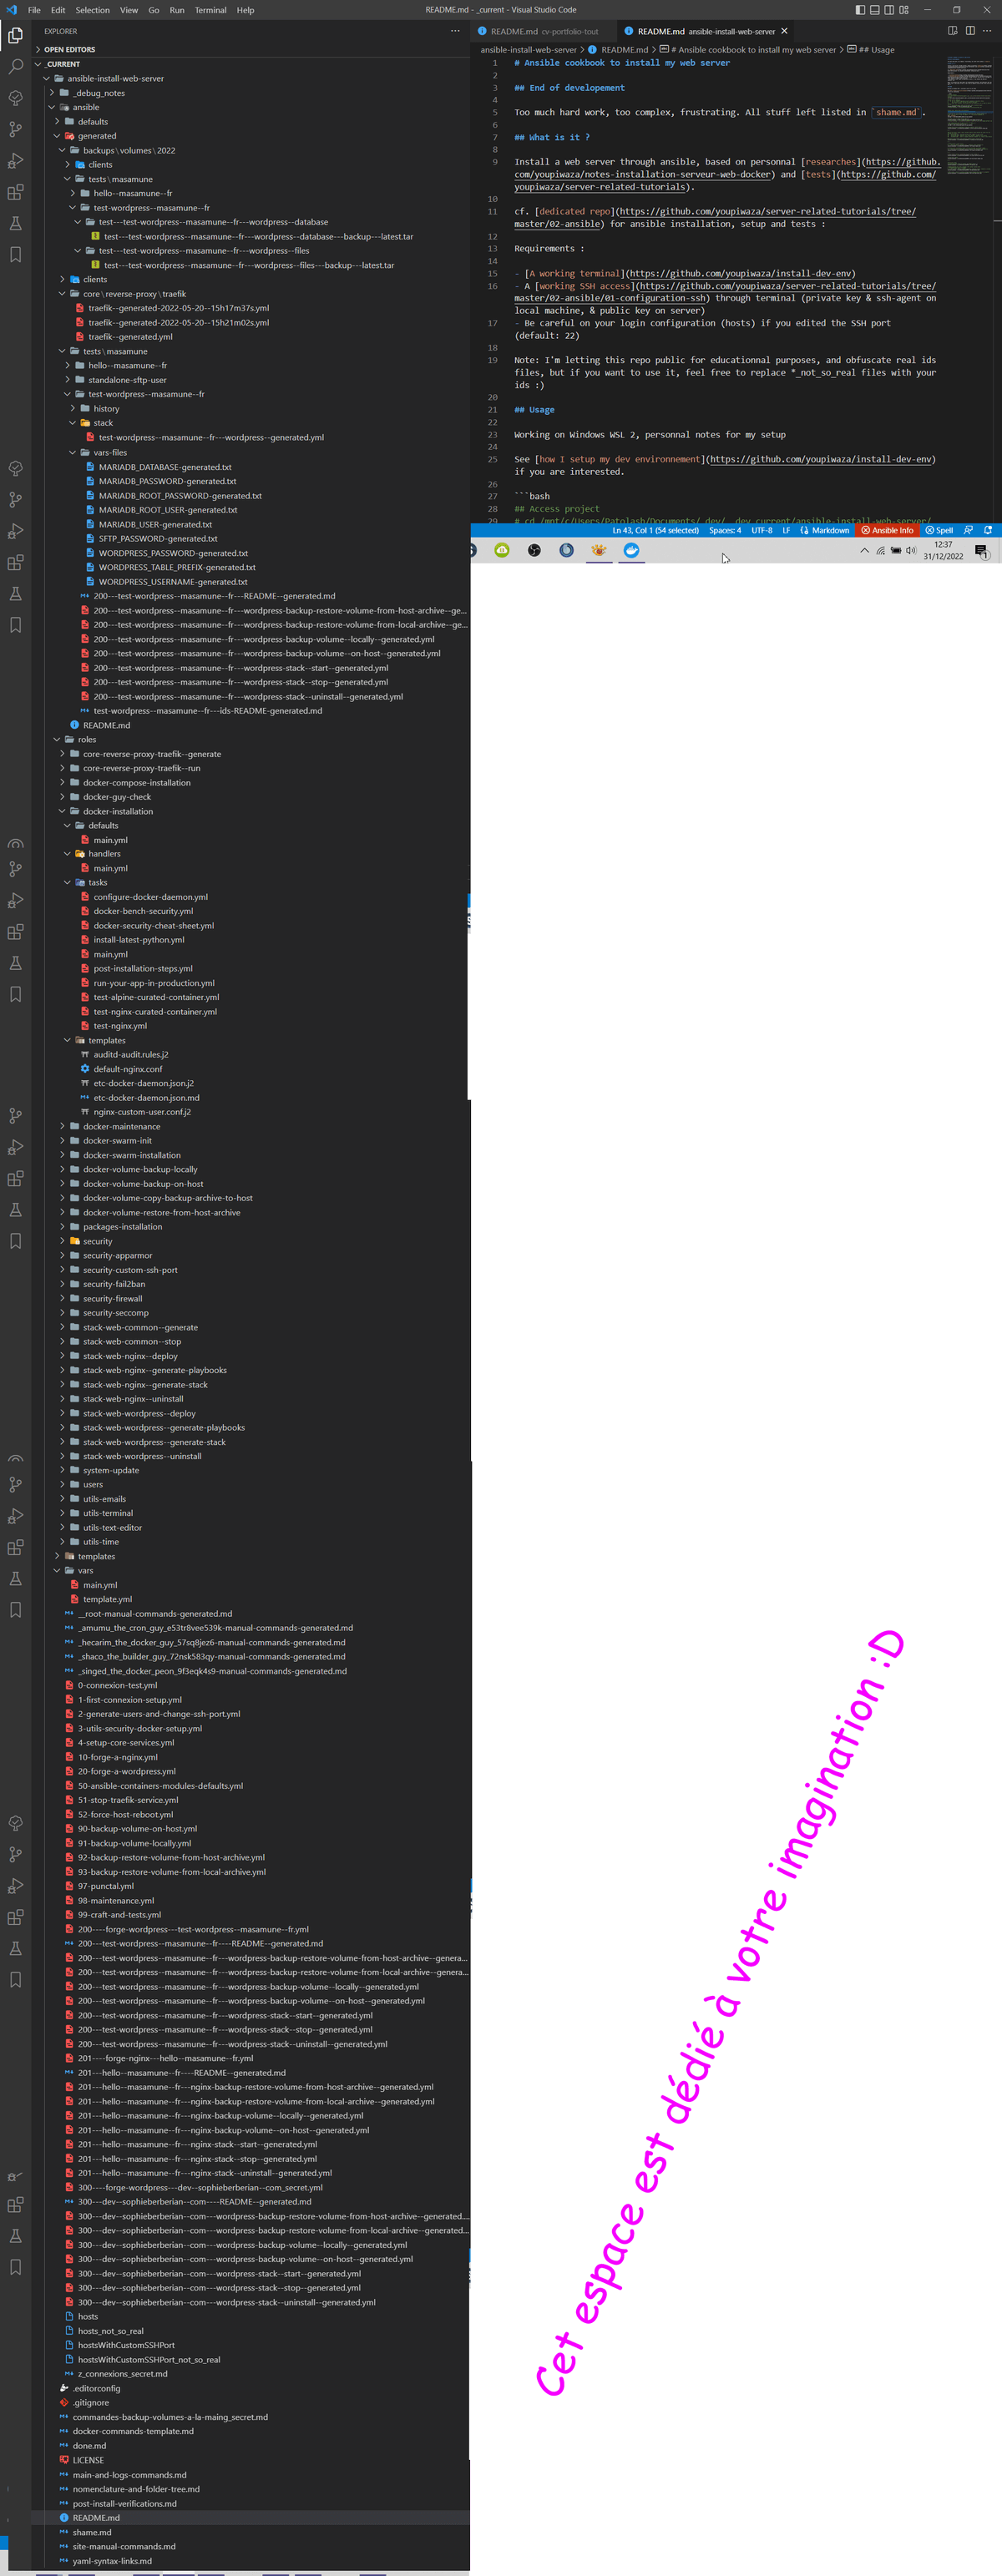 File Edit Selection View Go Run Terminal Help
README.md - _current - Visual Studio Code
EXPLORER
OPEN EDITORS
_CURRENT
ansible-install-web-server
_debug_notes
ansible
defaults
generated
backups\volumes\2022
clients
tests\masamune
hello--masamune--fr
test-wordpress--masamune--fr
test---test-wordpress--masamune--fr---wordpress--database
test---test-wordpress--masamune--fr---wordpress--database---backup---latest.tar
test---test-wordpress--masamune--fr---wordpress--files
test---test-wordpress--masamune--fr---wordpress--files---backup---latest.tar
clients
core\reverse-proxy\traefik
traefik--generated-2022-05-20--15h17m37s.yml
traefik--generated-2022-05-20--15h21m02s.yml
traefik--generated.yml
tests\masamune
hello--masamune--fr
standalone-sftp-user
test-wordpress--masamune--fr
history
stack
test-wordpress--masamune--fr---wordpress--generated.yml
vars-files
MARIADB_DATABASE-generated.txt
MARIADB_PASSWORD-generated.txt
MARIADB_ROOT_PASSWORD-generated.txt
MARIADB_ROOT_USER-generated.txt
MARIADB_USER-generated.txt
SFTP_PASSWORD-generated.txt
WORDPRESS_PASSWORD-generated.txt
WORDPRESS_TABLE_PREFIX-generated.txt
WORDPRESS_USERNAME-generated.txt
200---test-wordpress--masamune--fr---README--generated.md
200---test-wordpress--masamune--fr---wordpress-backup-restore-volume-from-host-archive--ge...
200---test-wordpress--masamune--fr---wordpress-backup-restore-volume-from-local-archive--ge...
200---test-wordpress--masamune--fr---wordpress-backup-volume--locally--generated.yml
200---test-wordpress--masamune--fr---wordpress-backup-volume--on-host--generated.yml
200---test-wordpress--masamune--fr---wordpress-stack--start--generated.yml
200---test-wordpress--masamune--fr---wordpress-stack--stop--generated.yml
200---test-wordpress--masamune--fr---wordpress-stack--uninstall--generated.yml
test-wordpress--masamune--fr---ids-README-generated.md
README.md
roles
core-reverse-proxy-traefik--generate
core-reverse-proxy-traefik--run
docker-compose-installation
docker-guy-check
docker-installation
defaults
main.yml
handlers
main.yml
tasks
configure-docker-daemon.yml
docker-bench-security.yml
docker-security-cheat-sheet.yml
install-latest-python.yml
main.yml
post-installation-steps.yml
run-your-app-in-production.yml
test-alpine-curated-container.yml
test-nginx-curated-container.yml
test-nginx.yml
templates
auditd-audit.rules.j2
default-nginx.conf
etc-docker-daemon.json.j2
etc-docker-daemon.json.md
nginx-custom-user.conf.j2
docker-maintenance
docker-swarm-init
docker-swarm-installation
docker-volume-backup-locally
docker-volume-backup-on-host
docker-volume-copy-backup-archive-to-host
docker-volume-restore-from-host-archive
packages-installation
security
security-apparmor
security-custom-ssh-port
security-fail2ban
security-firewall
security-seccomp
stack-web-common--generate
stack-web-common--stop
stack-web-nginx--deploy
stack-web-nginx--generate-playbooks
stack-web-nginx--generate-stack
stack-web-nginx--uninstall
stack-web-wordpress--deploy
stack-web-wordpress--generate-playbooks
stack-web-wordpress--generate-stack
stack-web-wordpress--uninstall
system-update
users
utils-emails
utils-terminal
utils-text-editor
utils-time
templates
vars
main.yml
template.yml
__root-manual-commands-generated.md
_amumu_the_cron_guy_e53tr8vee539k-manual-commands-generated.md
_hecarim_the_docker_guy_57sq8jez6-manual-commands-generated.md
_shaco_the_builder_guy_72nsk583qy-manual-commands-generated.md
_singed_the_docker_peon_9f3eqk4s9-manual-commands-generated.md
0-connexion-test.yml
1-first-connexion-setup.yml
2-generate-users-and-change-ssh-port.yml
3-utils-security-docker-setup.yml
4-setup-core-services.yml
10-forge-a-nginx.yml
20-forge-a-wordpress.yml
50-ansible-containers-modules-defaults.yml
51-stop-traefik-service.yml
52-force-host-reboot.yml
90-backup-volume-on-host.yml
91-backup-volume-locally.yml
92-backup-restore-volume-from-host-archive.yml
93-backup-restore-volume-from-local-archive.yml
97-punctal.yml
98-maintenance.yml
99-craft-and-tests.yml
200----forge-wordpress---test-wordpress--masamune--fr.yml
200---test-wordpress--masamune--fr----README--generated.md
200---test-wordpress--masamune--fr---wordpress-backup-restore-volume-from-host-archive--genera...
200---test-wordpress--masamune--fr---wordpress-backup-restore-volume-from-local-archive--genera...
200---test-wordpress--masamune--fr---wordpress-backup-volume--locally--generated.yml
200---test-wordpress--masamune--fr---wordpress-backup-volume--on-host--generated.yml
200---test-wordpress--masamune--fr---wordpress-stack--start--generated.yml
200---test-wordpress--masamune--fr---wordpress-stack--stop--generated.yml
200---test-wordpress--masamune--fr---wordpress-stack--uninstall--generated.yml
201----forge-nginx---hello--masamune--fr.yml
201---hello--masamune--fr----README--generated.md
201---hello--masamune--fr---nginx-backup-restore-volume-from-host-archive--generated.yml
201---hello--masamune--fr---nginx-backup-restore-volume-from-local-archive--generated.yml
201---hello--masamune--fr---nginx-backup-volume--locally--generated.yml
201---hello--masamune--fr---nginx-backup-volume--on-host--generated.yml
201---hello--masamune--fr---nginx-stack--start--generated.yml
201---hello--masamune--fr---nginx-stack--stop--generated.yml
201---hello--masamune--fr---nginx-stack--uninstall--generated.yml
300----forge-wordpress---dev--sophieberberian--com_secret.yml
300---dev--sophieberberian--com----README--generated.md
300---dev--sophieberberian--com---wordpress-backup-restore-volume-from-host-archive--generated....
300---dev--sophieberberian--com---wordpress-backup-restore-volume-from-local-archive--generated...
300---dev--sophieberberian--com---wordpress-backup-volume--locally--generated.yml
300---dev--sophieberberian--com---wordpress-backup-volume--on-host--generated.yml
300---dev--sophieberberian--com---wordpress-stack--start--generated.yml
300---dev--sophieberberian--com---wordpress-stack--stop--generated.yml
300---dev--sophieberberian--com---wordpress-stack--uninstall--generated.yml
hosts
hosts_not_so_real
hostsWithCustomSSHPort
hostsWithCustomSSHPort_not_so_real
z_connexions_secret.md
.editorconfig
.gitignore
commandes-backup-volumes-a-la-maing_secret.md
docker-commands-template.md
done.md
LICENSE
main-and-logs-commands.md
nomenclature-and-folder-tree.md
post-install-verifications.md
README.md
shame.md
site-manual-commands.md
yaml-syntax-links.md
README.md cv-portfolio-tout
README.md ansible-install-web-server
ansible-install-web-server > README.md > # Ansible cookbook to install my web server > ## Usage
1 # Ansible cookbook to install my web server
2
3 ## End of developement
4
5 Too much hard work, too complex, frustrating. All stuff left listed in `shame.md`.
6
7 ## What is it ?
8
9 Install a web server through ansible, based on personnal [researches](https://github.
com/youpiwaza/notes-installation-serveur-web-docker) and [tests](https://github.com/
youpiwaza/server-related-tutorials).
10
11 cf. [dedicated repo](https://github.com/youpiwaza/server-related-tutorials/tree/
master/02-ansible) for ansible installation, setup and tests :
12
13 Requirements :
14
15 - [A working terminal](https://github.com/youpiwaza/install-dev-env)
16 - A [working SSH access](https://github.com/youpiwaza/server-related-tutorials/tree/
master/02-ansible/01-configuration-ssh) through terminal (private key & ssh-agent on
local machine, & public key on server)
17 - Be careful on your login configuration (hosts) if you edited the SSH port
(default: 22)
18
19 Note: I'm letting this repo public for educationnal purposes, and obfuscate real ids
files, but if you want to use it, feel free to replace *_not_so_real files with your
ids :)
20
21 ## Usage
22
23 Working on Windows WSL 2, personnal notes for my setup
24
25 See [how I setup my dev environnement](https://github.com/youpiwaza/install-dev-env)
if you are interested.
26
27 ```bash
28 ## Access project
29 # cd /mnt/c/Users/Patolash/Documents/_dev/_dev_current/ansible-install-web-server/
Ln 43, Col 1 (54 selected) Spaces: 4 UTF-8 LF Markdown Ansible Info Spell
12:37
31/12/2022
1
Cet espace est dédié à votre imagination :D